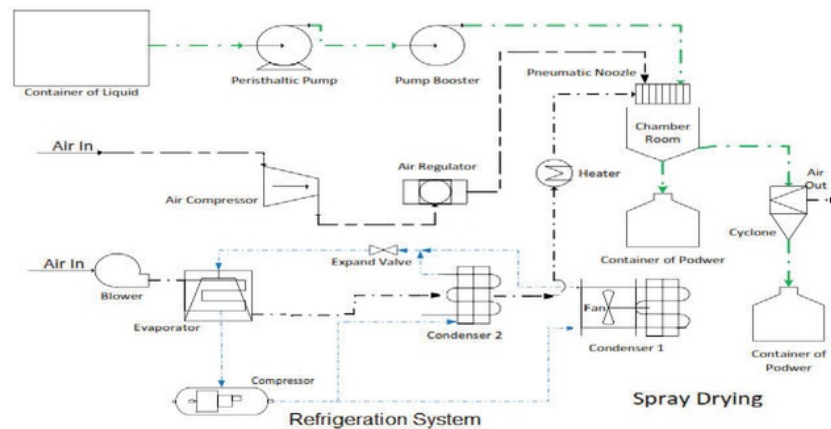 Container of Liquid
Peristhaltic Pump
Pump Booster
Pneumatic Noozle
Air In
Air Compressor
Air Regulator
Heater
Chamber
Room
Air
Out
Cyclone
Container of Podwer
Air In
Blower
Evaporator
Expand Valve
Condenser 2
Fan
Condenser 1
Container of
Podwer
Compressor
Refrigeration System
Spray Drying